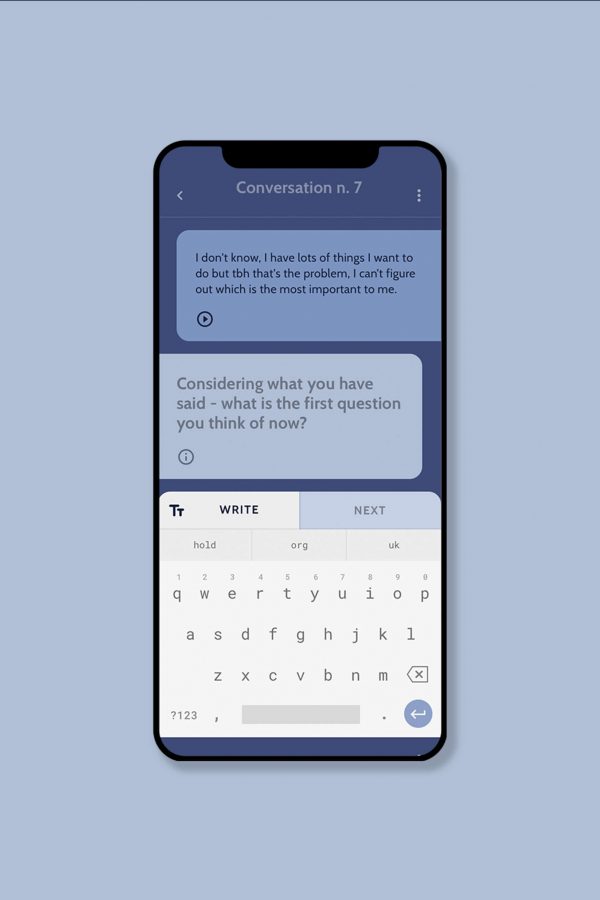 Conversation n. 7
I don't know, I have lots of things I want to
do but tbh that's the problem, I can't figure
out which is the most important to me.
Considering what you have
said - what is the first question
you think of now?
TT WRITE NEXT
hold org uk
1 2 3 4 5 6 7 8 9 0
q w e r t y u i o p
a s d f g h j k l
z x c v b n m
?123 , .